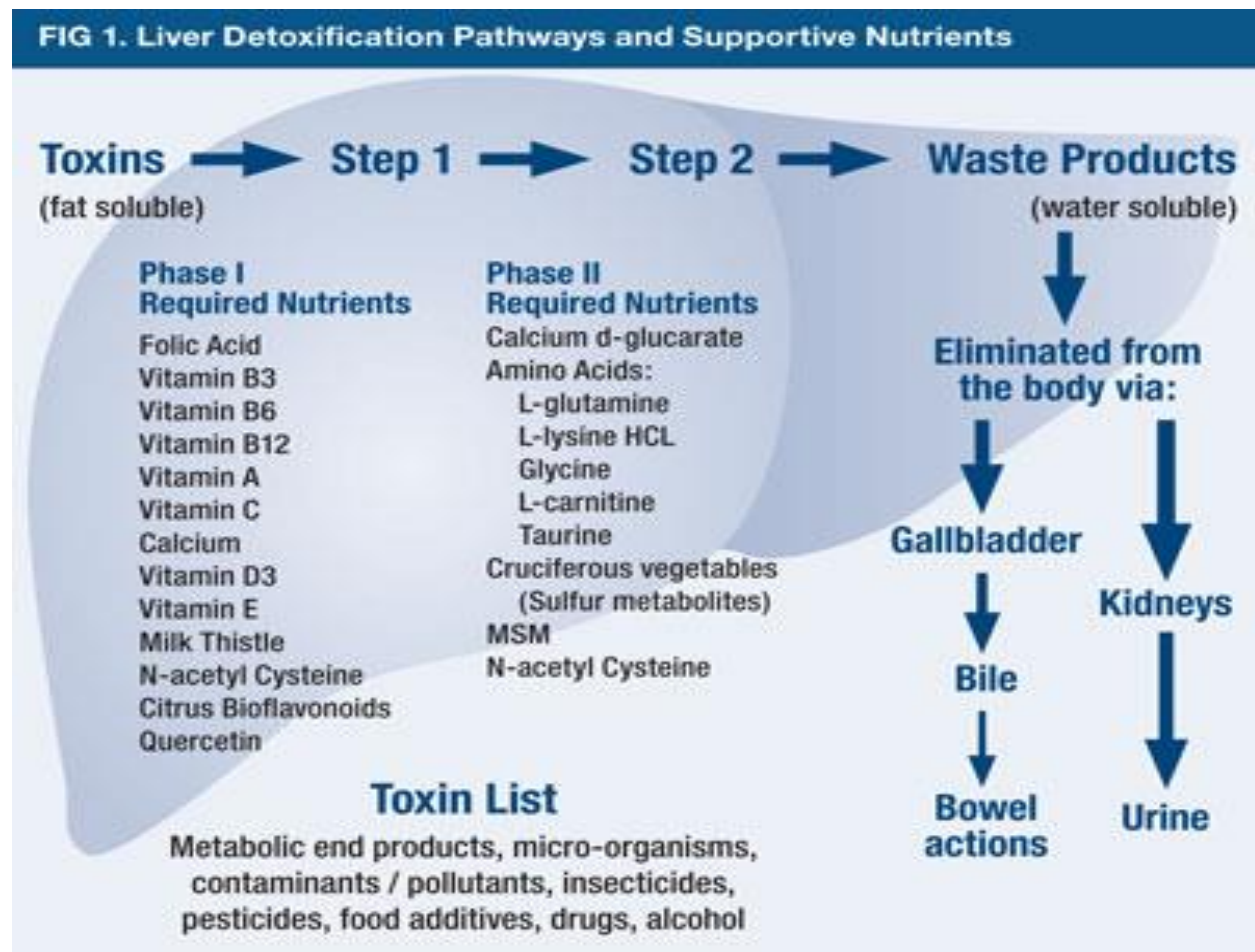 FIG 1. Liver Detoxification Pathways and Supportive Nutrients
Toxins
(fat soluble)
Step 1
Step 2
Waste Products
(water soluble)
Phase I
Required Nutrients
Folic Acid
Vitamin B3
Vitamin B6
Vitamin B12
Vitamin A
Vitamin C
Calcium
Vitamin D3
Vitamin E
Milk Thistle
N-acetyl Cysteine
Citrus Bioflavonoids
Quercetin
Phase II
Required Nutrients
Calcium d-glucarate
Amino Acids:
L-glutamine
L-lysine HCL
Glycine
L-carnitine
Taurine
Cruciferous vegetables
(Sulfur metabolites)
MSM
N-acetyl Cysteine
Eliminated from
the body via:
Gallbladder
Bile
Bowel
actions
Kidneys
Urine
Toxin List
Metabolic end products, micro-organisms,
contaminants / pollutants, insecticides,
pesticides, food additives, drugs, alcohol